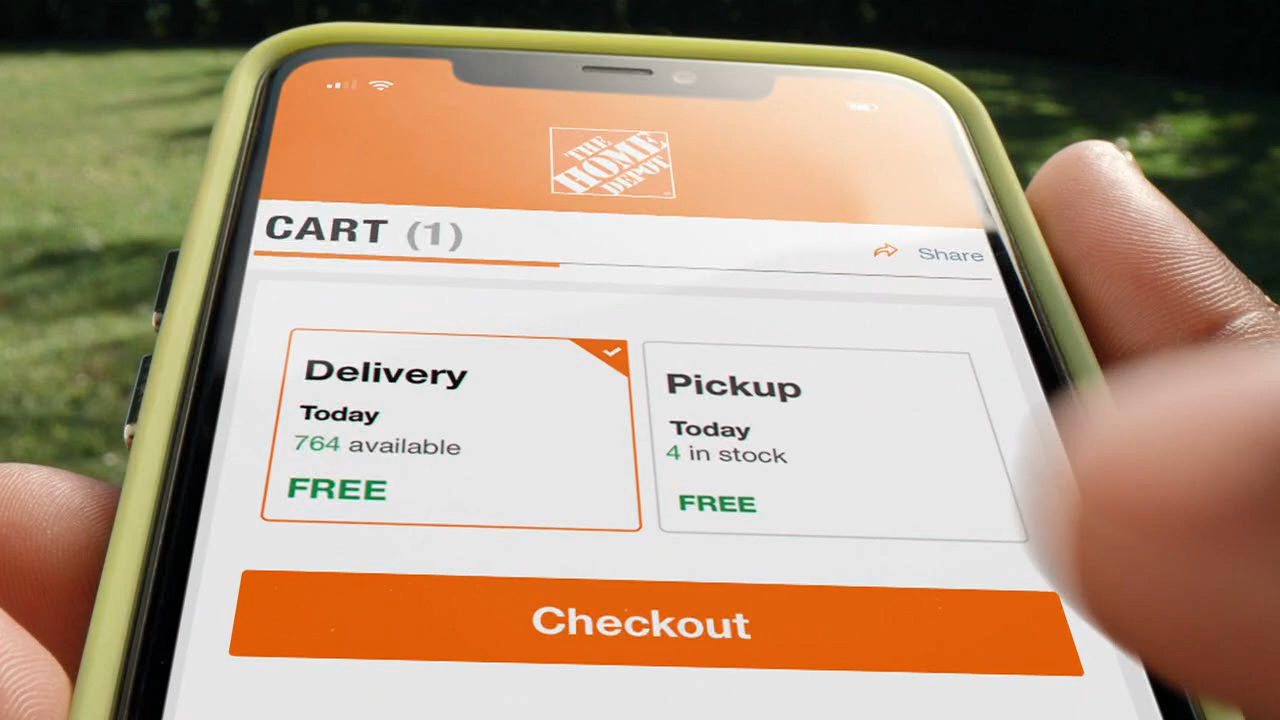 THE
HOME
DEPOT
CART (1)
Share
Delivery
Today
764 available
FREE
Pickup
Today
4 in stock
FREE
Checkout